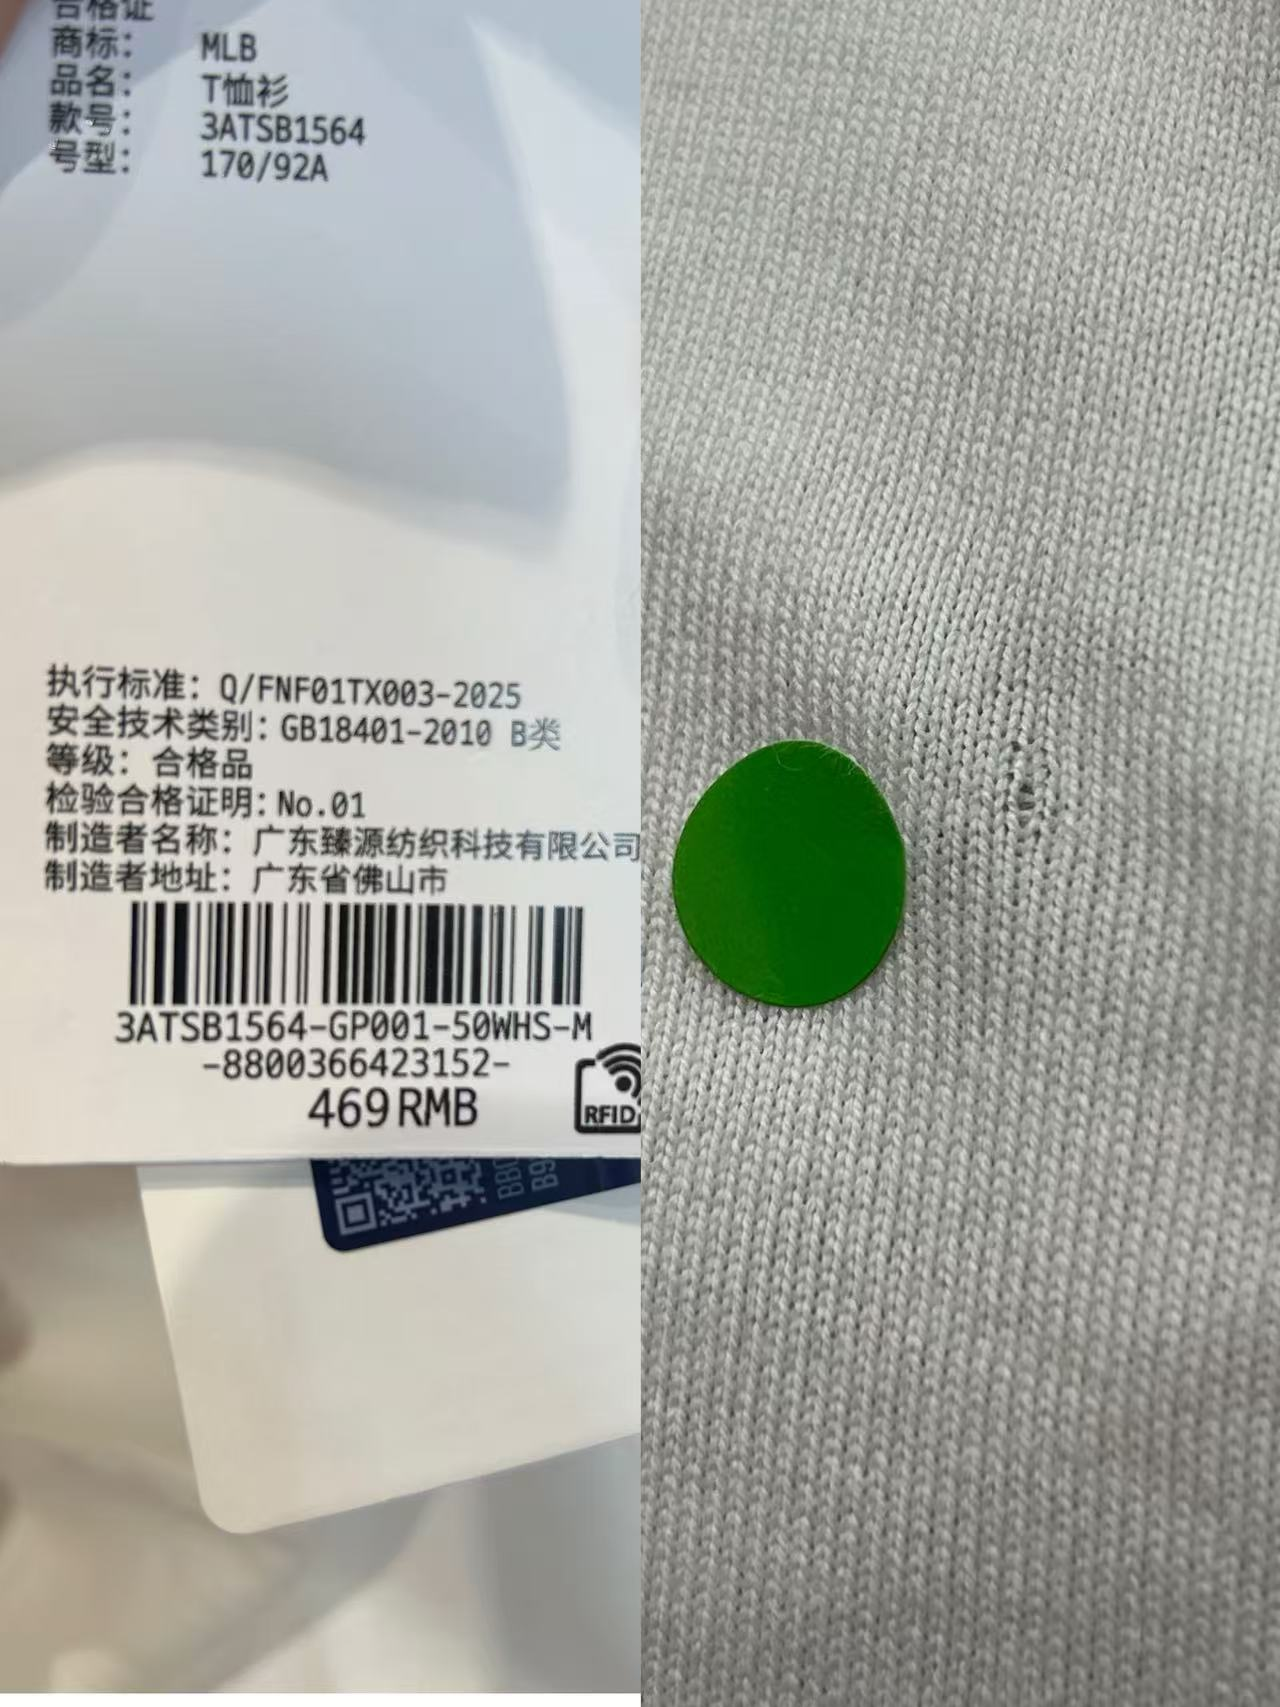 合格证
商标: MLB
品名: T恤衫
款号: 3ATSB1564
号型: 170/92A
执行标准: Q/FNF01TX003-2025
安全技术类别: GB18401-2010 B类
等级: 合格品
检验合格证明: No.01
制造者名称: 广东臻源纺织科技有限公司
制造者地址: 广东省佛山市
3ATSB1564-GP001-50WHS-M
-8800366423152-
469RMB
RFID